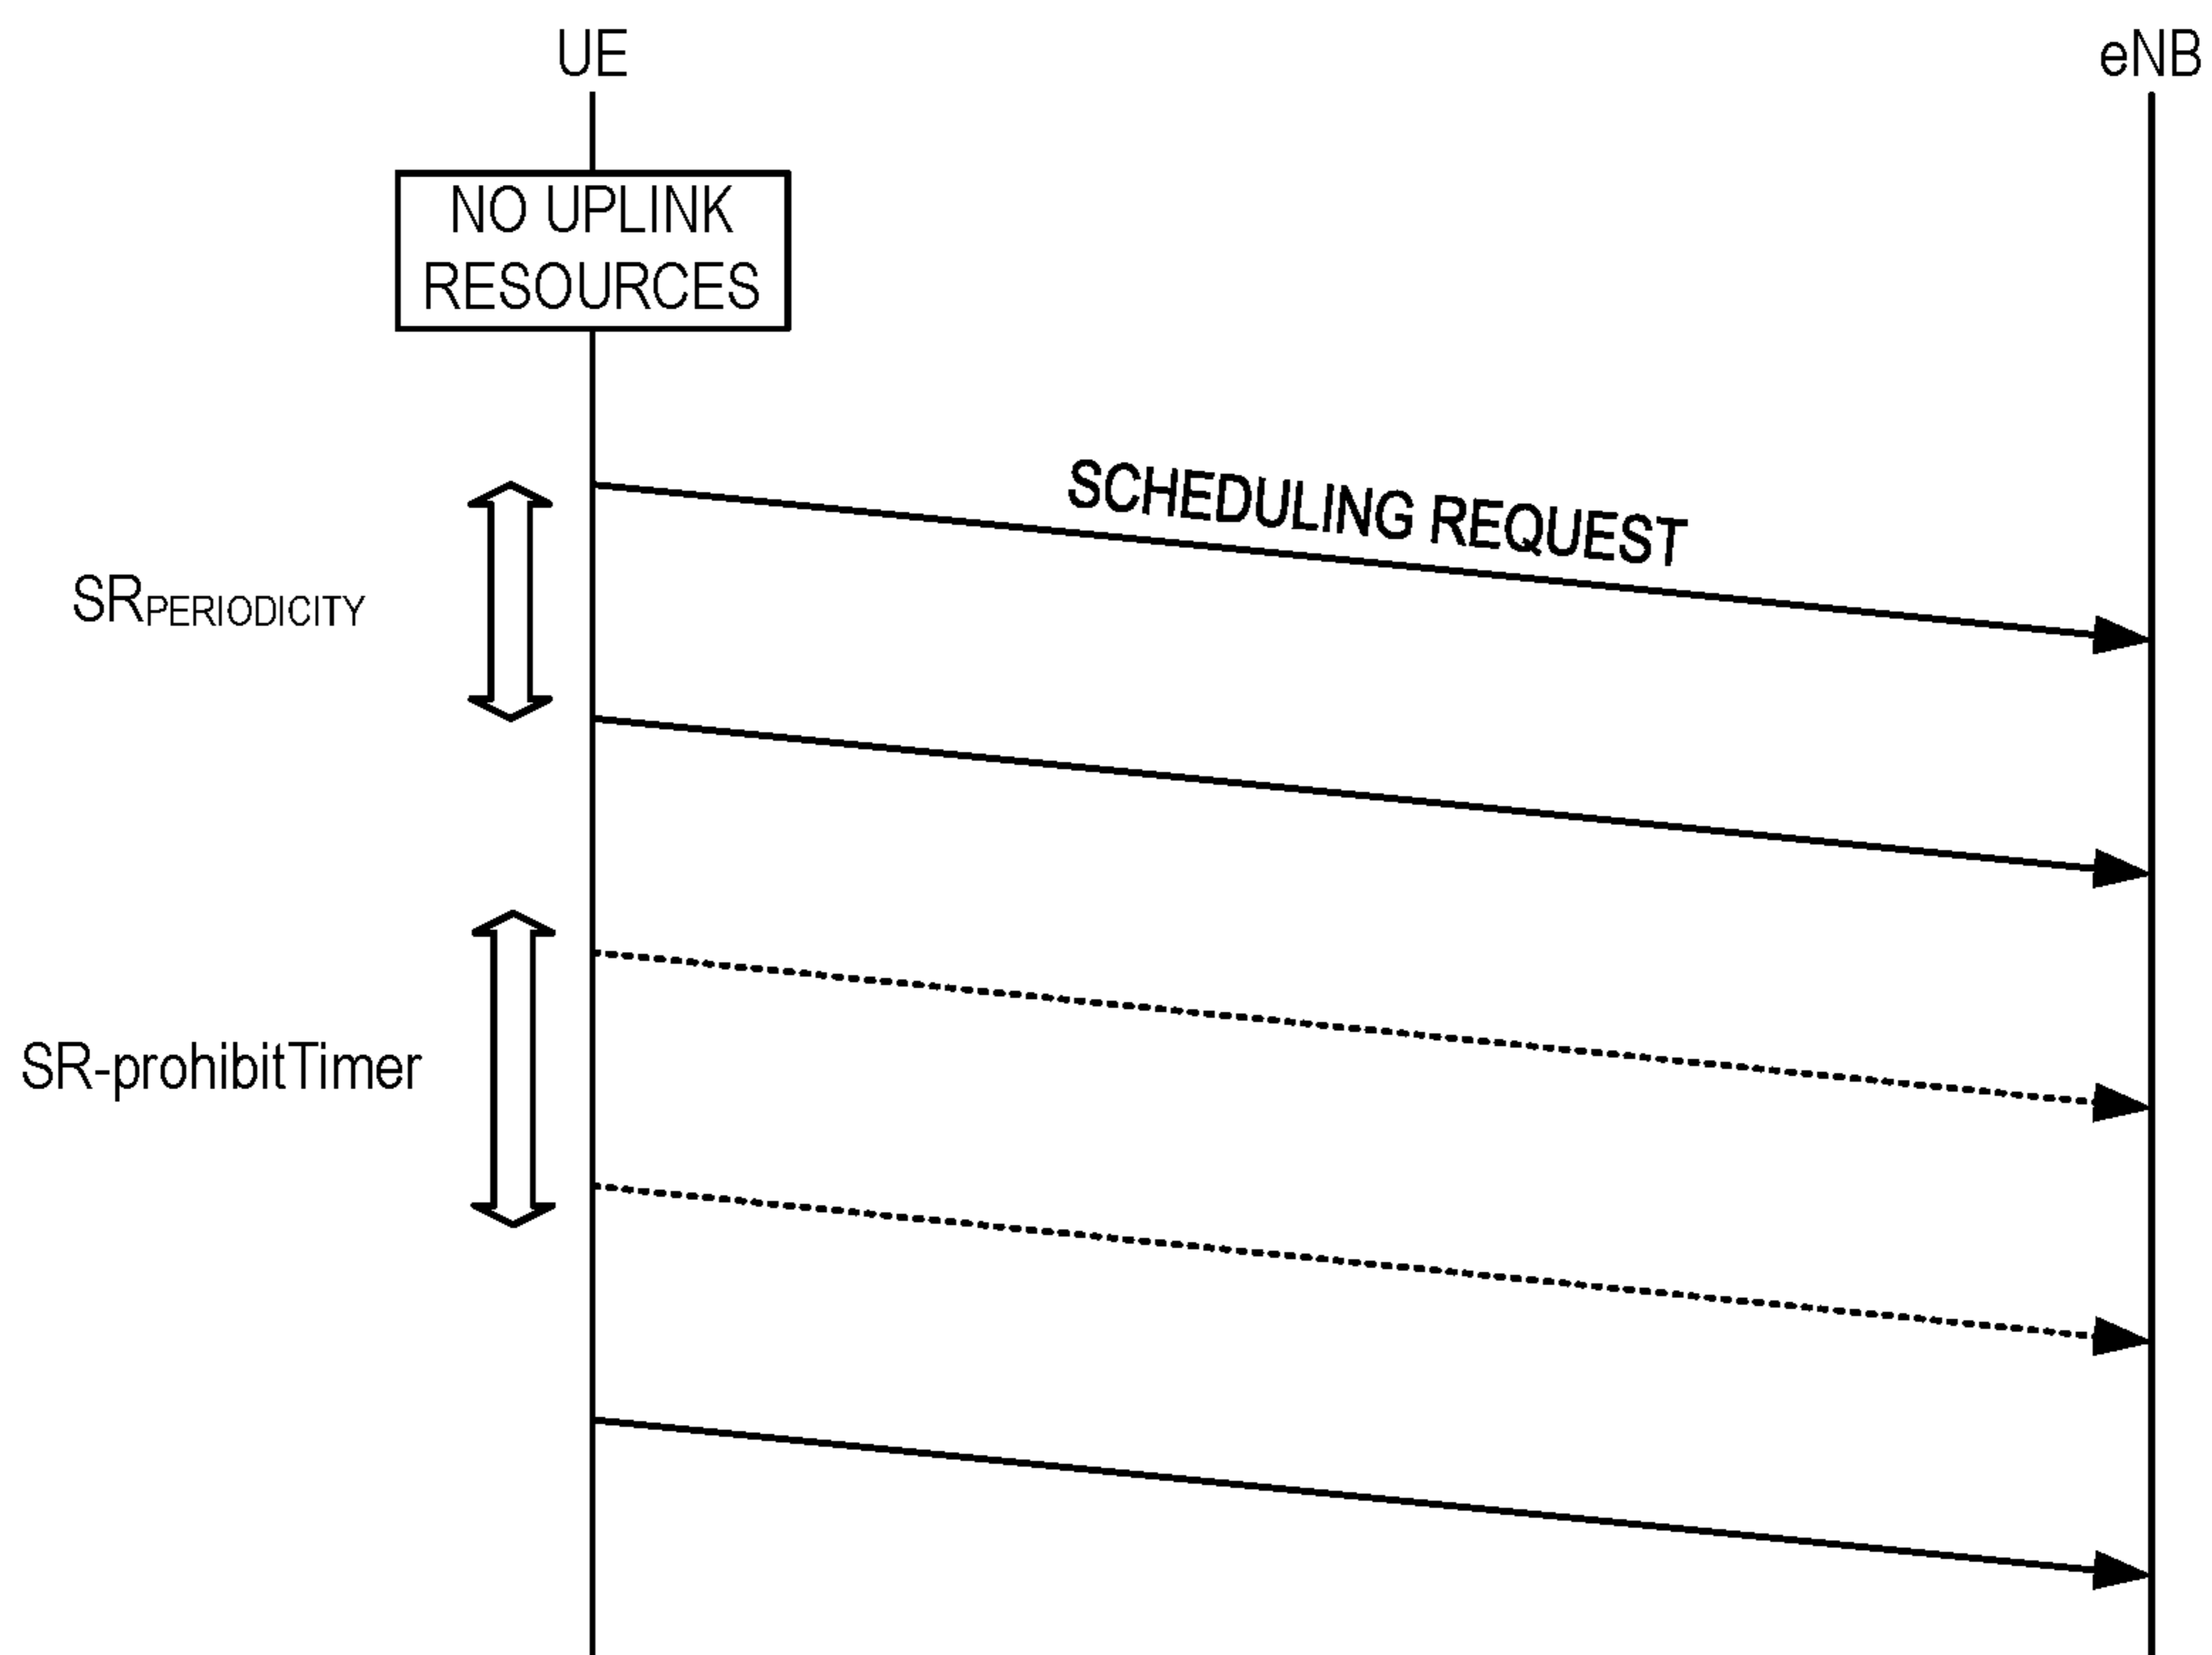 UE
eNB
NO UPLINK
RESOURCES
SCHEDULING REQUEST
SRPERIODICITY
SR-prohibitTimer